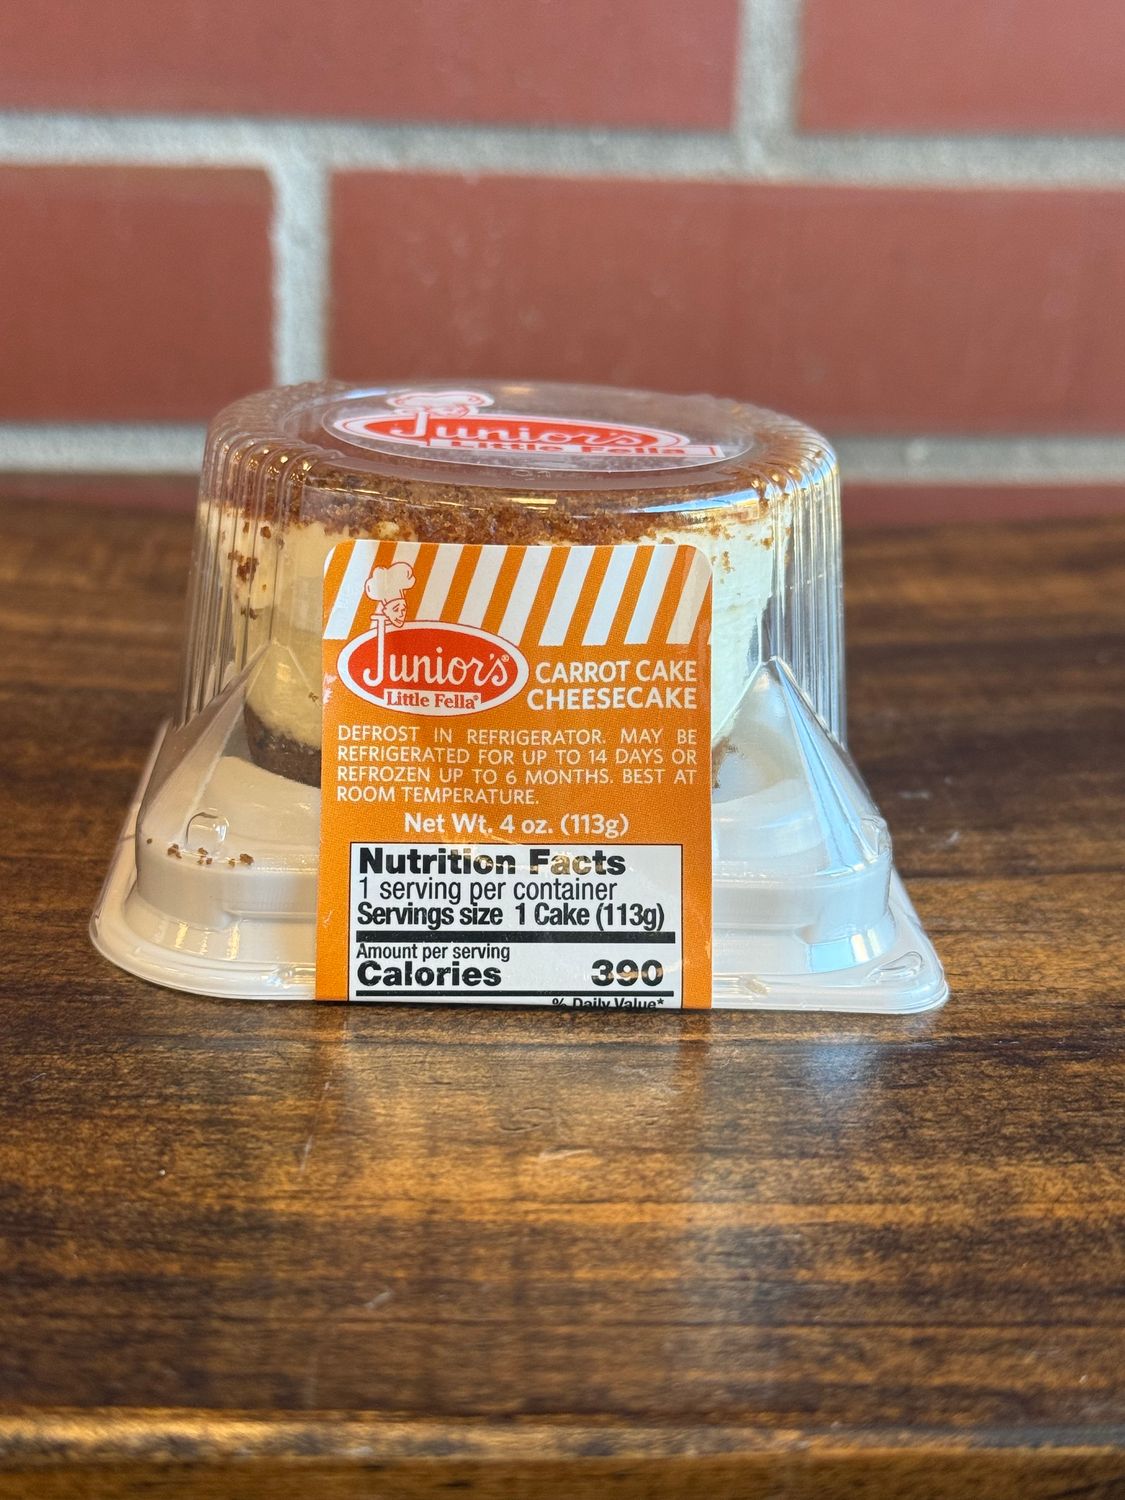 Junior's
Little Fella
Junior's®
Little Fella®
CARROT CAKE
CHEESECAKE
DEFROST IN REFRIGERATOR. MAY BE
REFRIGERATED FOR UP TO 14 DAYS OR
REFROZEN UP TO 6 MONTHS. BEST AT
ROOM TEMPERATURE.
Net Wt. 4 oz. (113g)
Nutrition Facts
1 serving per container
Servings size 1 Cake (113g)
Amount per serving
Calories 390
% Daily Value*